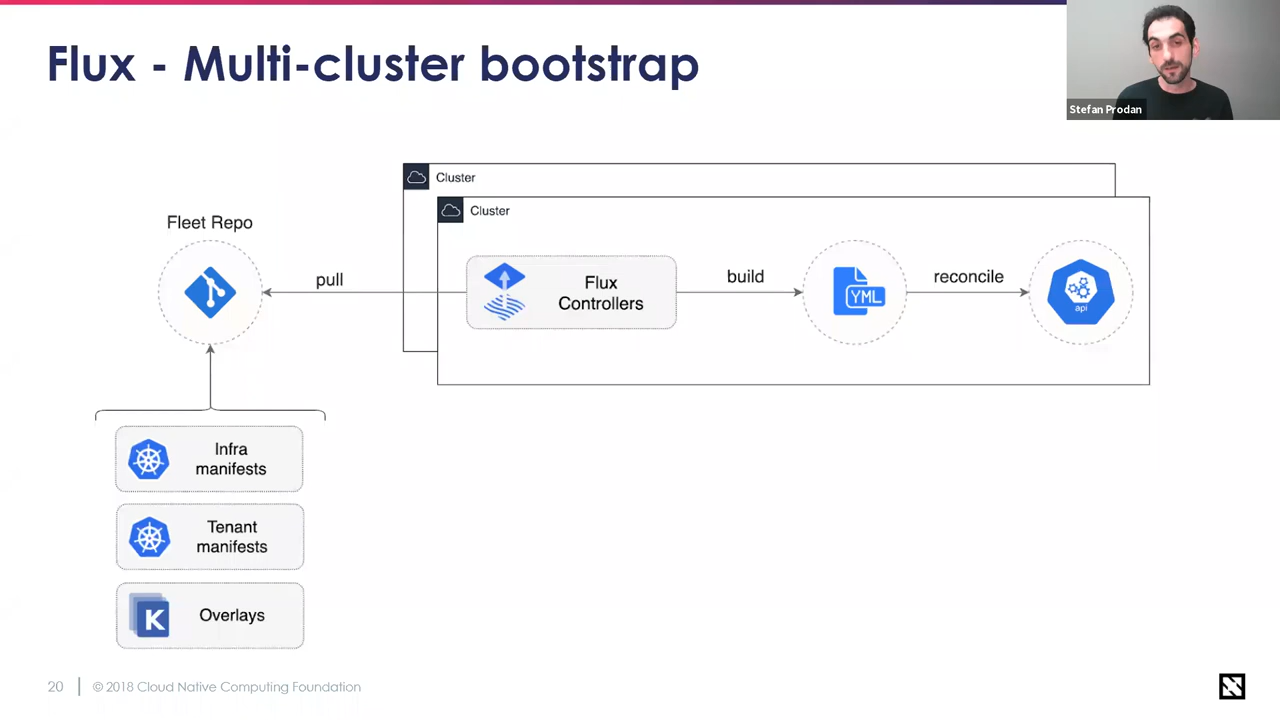 Flux - Multi-cluster bootstrap
Stefan Prodan
Cluster
Cluster
Fleet Repo
pull
Flux
Controllers
build
YML
reconcile
api
Infra
manifests
Tenant
manifests
K
Overlays
20
© 2018 Cloud Native Computing Foundation